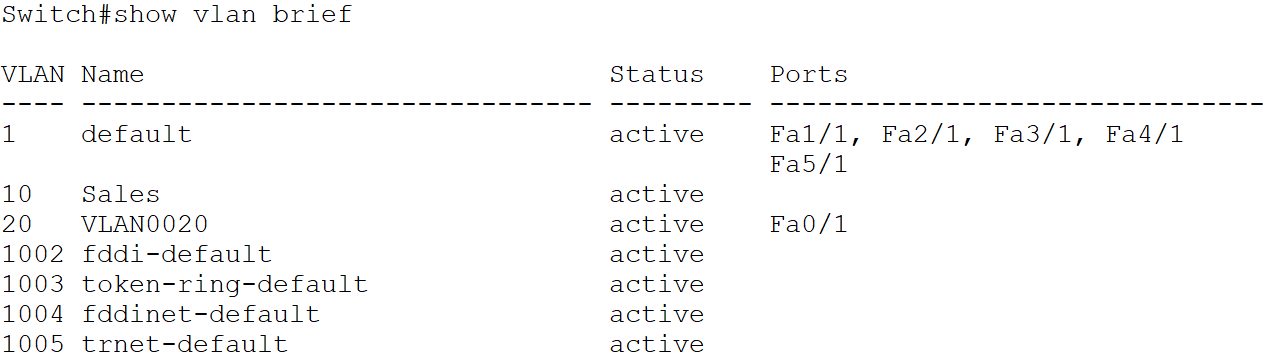 Switch#show vlan brief
VLAN Name                             Status    Ports
---- -------------------------------- --------- -------------------------------
1    default                          active    Fa1/1, Fa2/1, Fa3/1, Fa4/1
                                                Fa5/1
10   Sales                            active
20   VLAN0020                         active    Fa0/1
1002 fddi-default                     active
1003 token-ring-default               active
1004 fddinet-default                  active
1005 trnet-default                    active